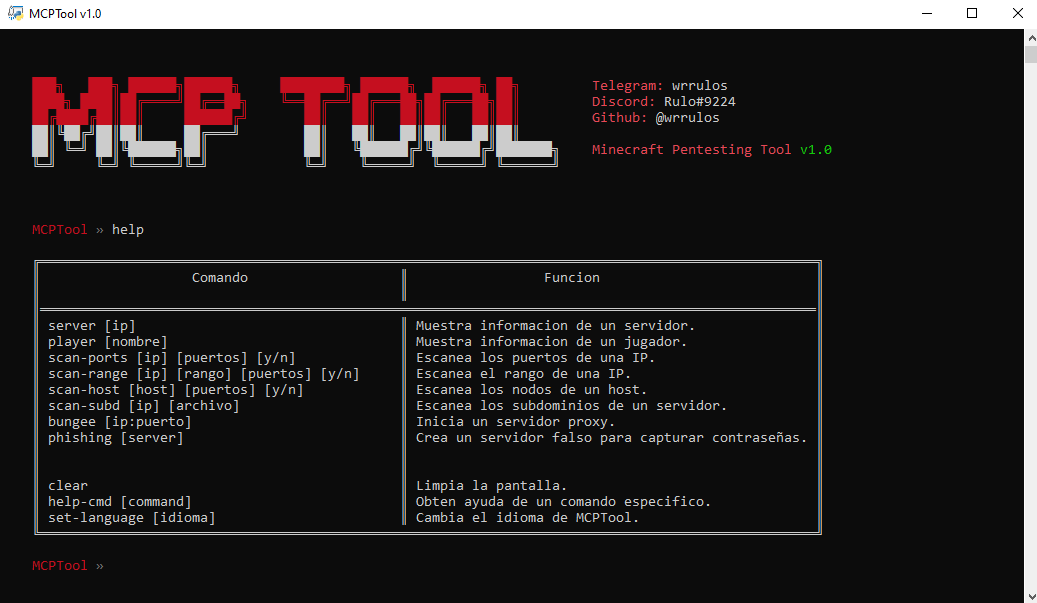 MCPTool v1.0
MCP TOOL
Telegram: wrrulos
Discord: Rulo#9224
Github: @wrrulos
Minecraft Pentesting Tool v1.0
MCPTool » help
Comando Funcion
server [ip] Muestra informacion de un servidor.
player [nombre] Muestra informacion de un jugador.
scan-ports [ip] [puertos] [y/n] Escanea los puertos de una IP.
scan-range [ip] [rango] [puertos] [y/n] Escanea el rango de una IP.
scan-host [host] [puertos] [y/n] Escanea los nodos de un host.
scan-subd [ip] [archivo] Escanea los subdominios de un servidor.
bungee [ip:puerto] Inicia un servidor proxy.
phishing [server] Crea un servidor falso para capturar contraseñas.
clear Limpia la pantalla.
help-cmd [command] Obten ayuda de un comando especifico.
set-language [idioma] Cambia el idioma de MCPTool.
MCPTool »